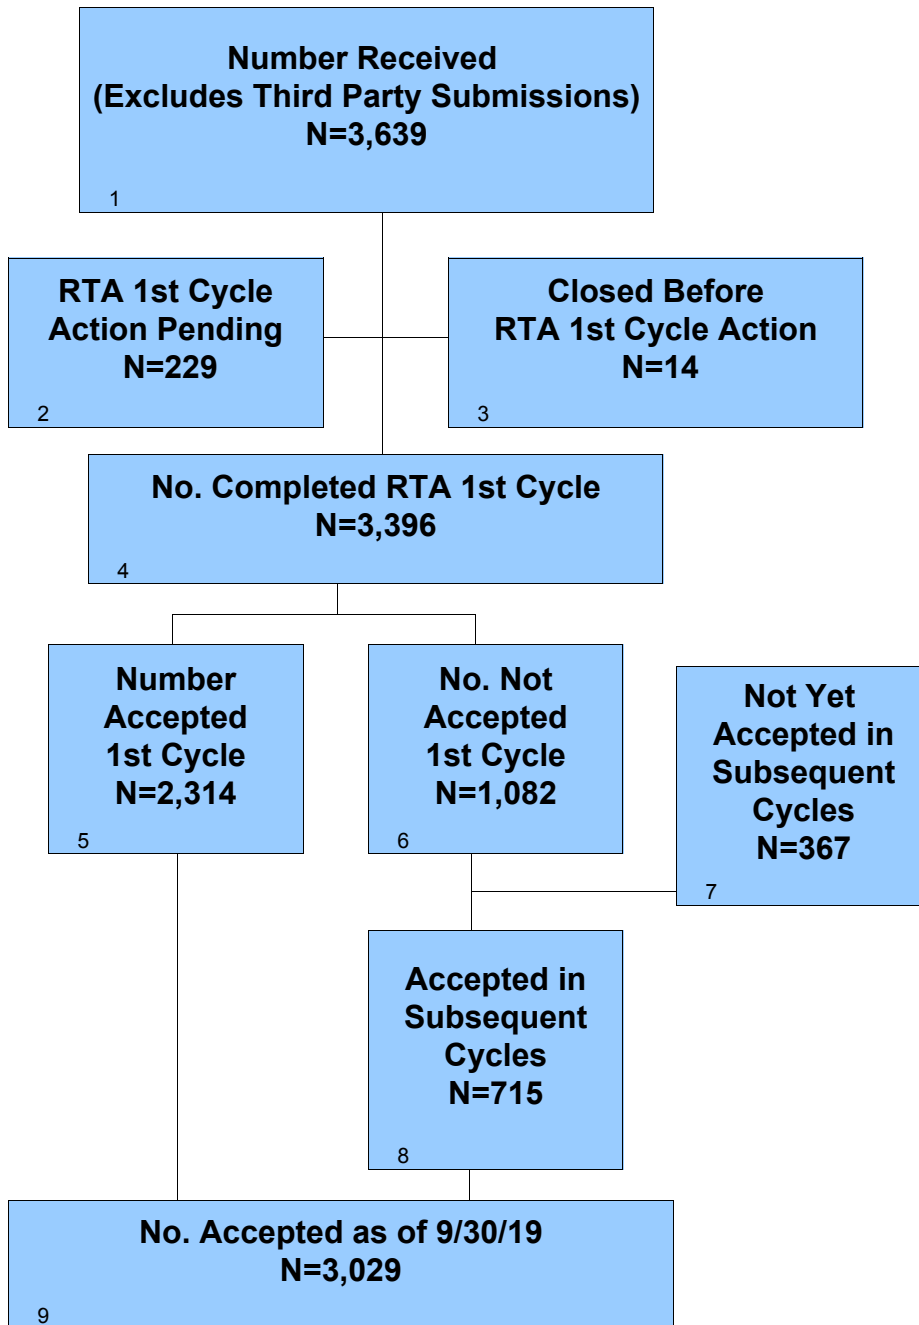 Number Received
(Excludes Third Party Submissions)
N=3,639
1
RTA 1st Cycle
Action Pending
N=229
2
Closed Before
RTA 1st Cycle Action
N=14
3
No. Completed RTA 1st Cycle
N=3,396
4
Number
Accepted
1st Cycle
N=2,314
5
No. Not
Accepted
1st Cycle
N=1,082
6
Not Yet
Accepted in
Subsequent
Cycles
N=367
7
Accepted in
Subsequent
Cycles
N=715
8
No. Accepted as of 9/30/19
N=3,029
9